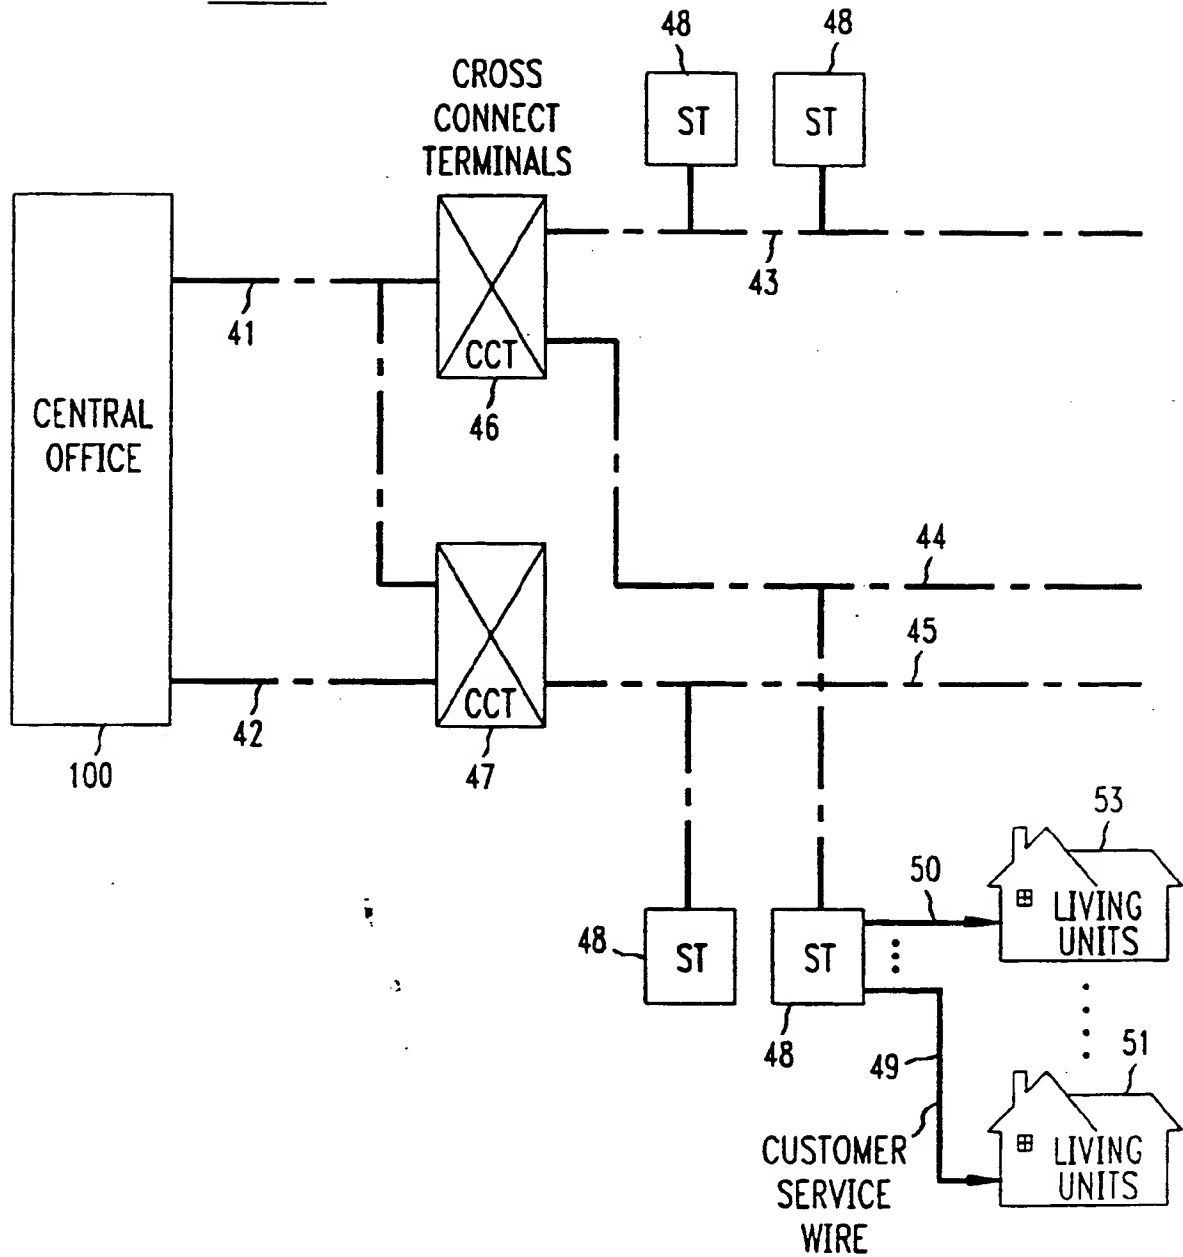 48
48
CROSS
CONNECT
TERMINALS
ST
ST
41
43
CCT
46
CENTRAL
OFFICE
44
45
CCT
42
47
100
53
50
LIVING
UNITS
48
ST
ST
48
49
51
LIVING
UNITS
CUSTOMER
SERVICE
WIRE